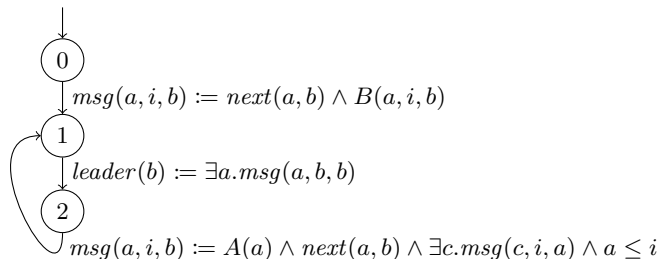 0
msg(a, i, b) := next(a, b) ∧ B(a, i, b)
1
leader(b) := ∃a.msg(a, b, b)
2
msg(a, i, b) := A(a) ∧ next(a, b) ∧ ∃c.msg(c, i, a) ∧ a ≤ i